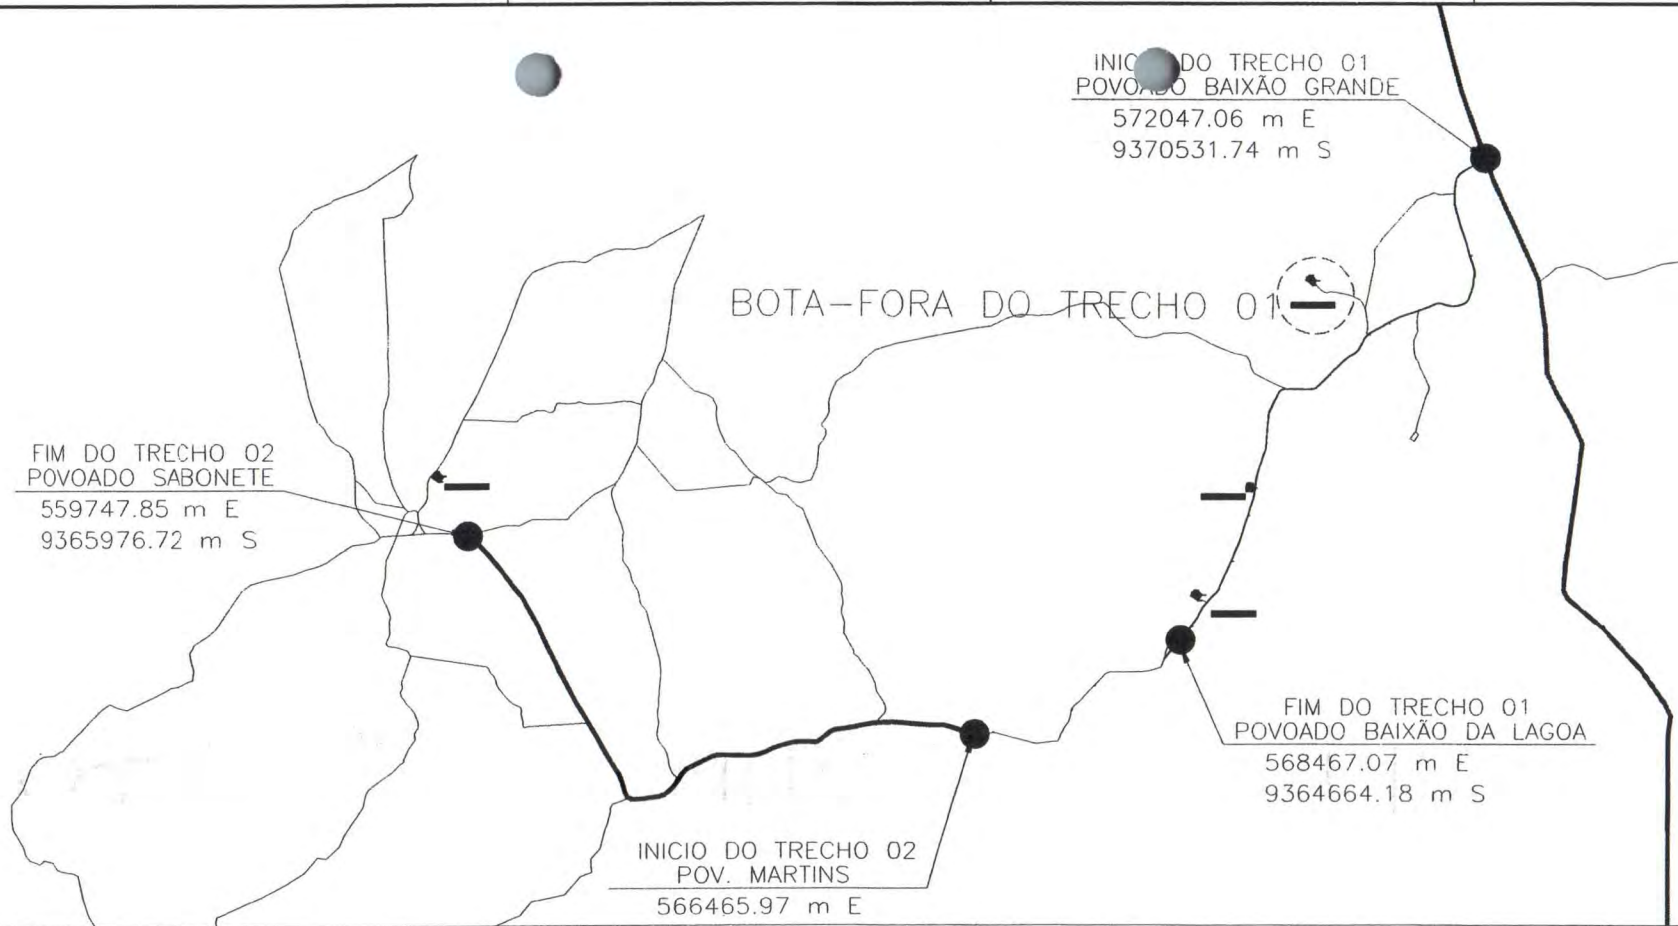 INICIO DO TRECHO 01
POVOADO BAIXÃO GRANDE
572047.06 m E
9370531.74 m S
BOTA-FORA DO TRECHO 01
FIM DO TRECHO 02
POVOADO SABONETE
559747.85 m E
9365976.72 m S
FIM DO TRECHO 01
POVOADO BAIXÃO DA LAGOA
568467.07 m E
9364664.18 m S
INICIO DO TRECHO 02
POV. MARTINS
566465.97 m E